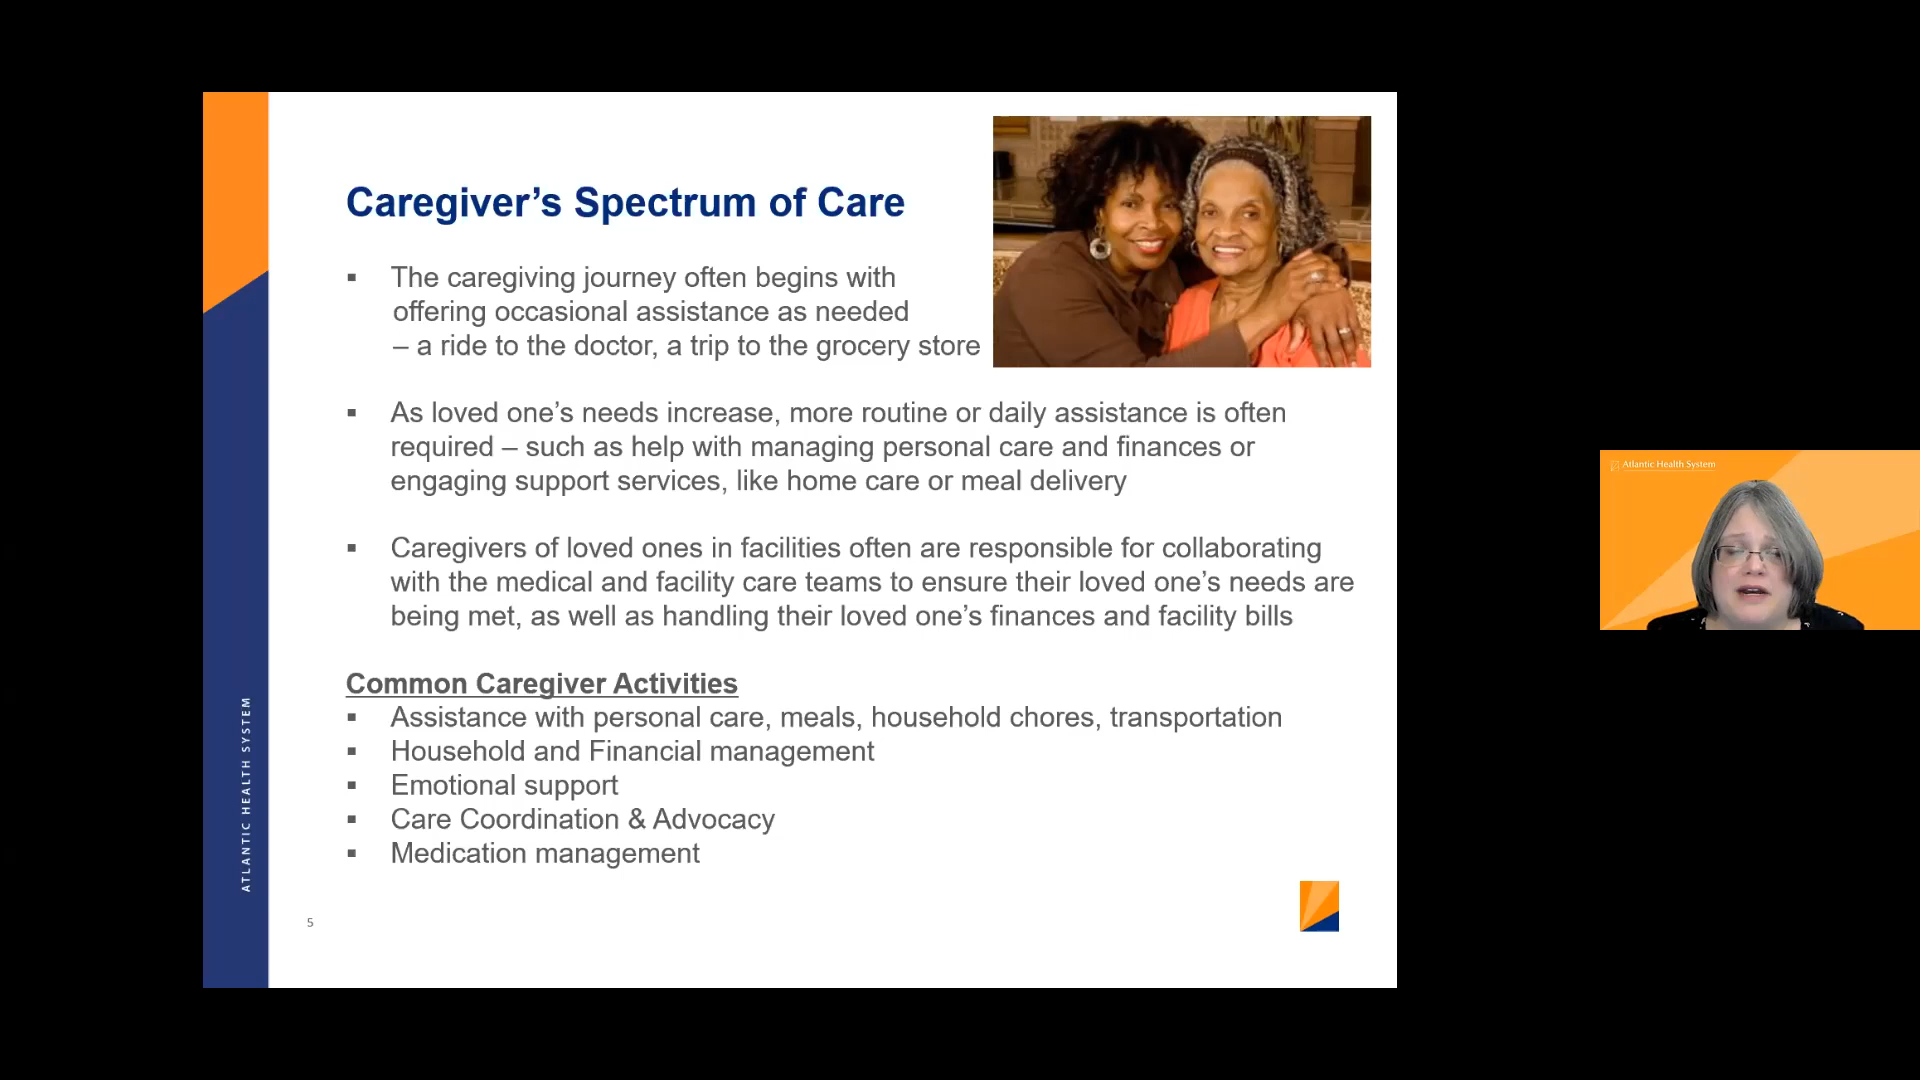 Caregiver’s Spectrum of Care
▪ The caregiving journey often begins with
offering occasional assistance as needed
– a ride to the doctor, a trip to the grocery store
▪ As loved one’s needs increase, more routine or daily assistance is often
required – such as help with managing personal care and finances or
engaging support services, like home care or meal delivery
▪ Caregivers of loved ones in facilities often are responsible for collaborating
with the medical and facility care teams to ensure their loved one’s needs are
being met, as well as handling their loved one’s finances and facility bills
Common Caregiver Activities
▪ Assistance with personal care, meals, household chores, transportation
▪ Household and Financial management
▪ Emotional support
▪ Care Coordination & Advocacy
▪ Medication management
ATLANTIC HEALTH SYSTEM
5
Atlantic Health System